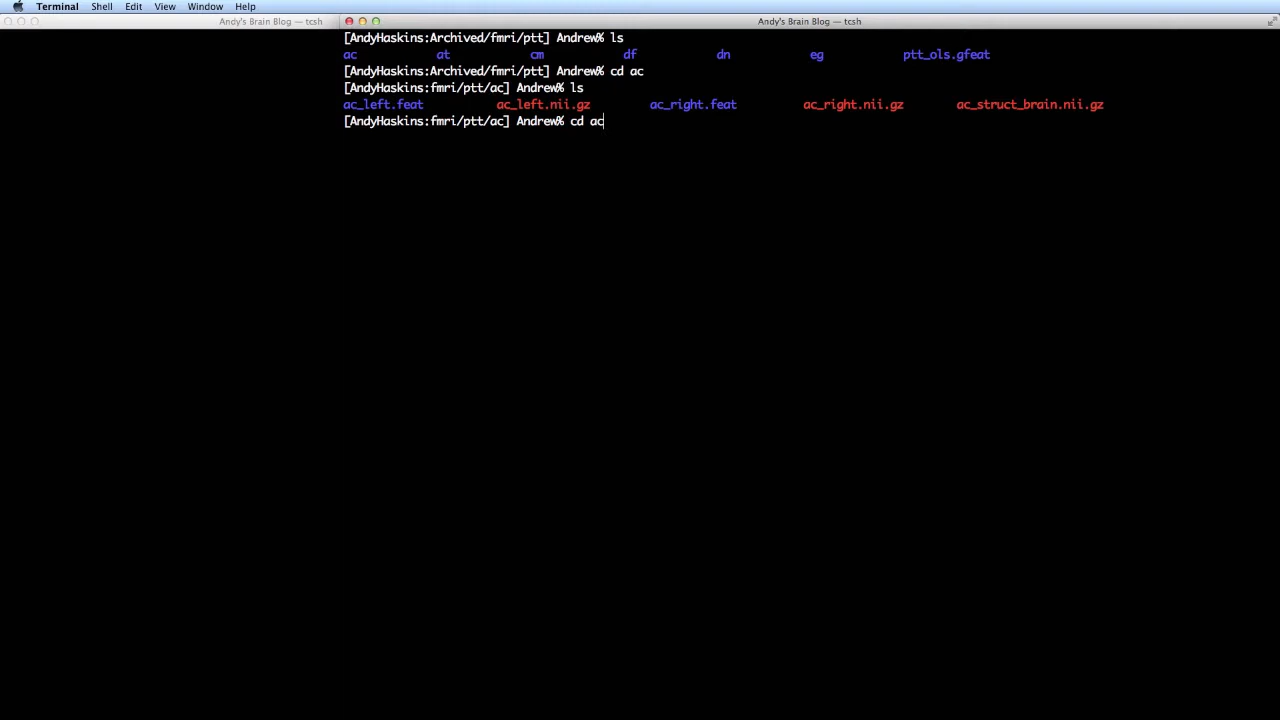 Terminal Shell Edit View Window Help
Andy's Brain Blog — tcsh
Andy's Brain Blog — tcsh
[AndyHaskins:Archived/fmri/ptt] Andrew% ls
ac at cm df dn eg ptt_ols.gfeat
[AndyHaskins:Archived/fmri/ptt] Andrew% cd ac
[AndyHaskins:fmri/ptt/ac] Andrew% ls
ac_left.feat ac_left.nii.gz ac_right.feat ac_right.nii.gz ac_struct_brain.nii.gz
[AndyHaskins:fmri/ptt/ac] Andrew% cd ac